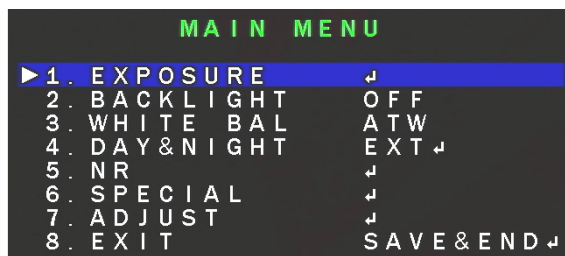 MAIN MENU
▶1. EXPOSURE ↲
2. BACKLIGHT OFF
3. WHITE BAL ATW
4. DAY&NIGHT EXT↲
5. NR ↲
6. SPECIAL ↲
7. ADJUST ↲
8. EXIT SAVE&END↲